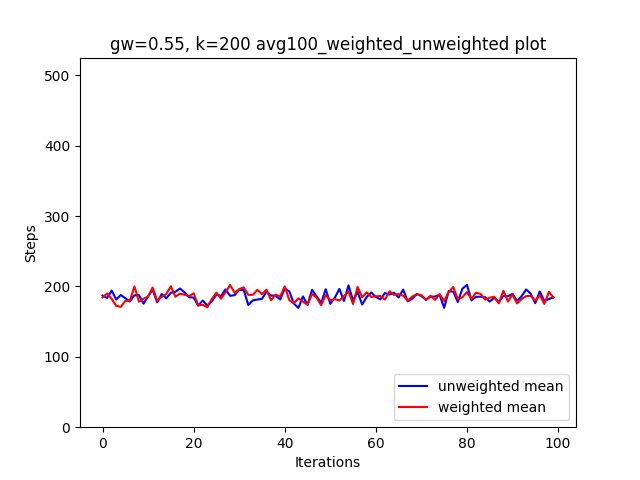 gw=0.55, k=200 avg100_weighted_unweighted plot
500
400
300
200
100
0
Steps
0 20 40 60 80 100
Iterations
unweighted mean
weighted mean